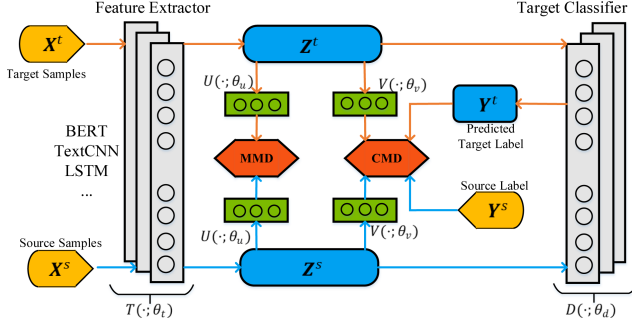 Feature Extractor
Target Classifier
X^t
Target Samples
Z^t
U(·;θ_u)
V(·;θ_v)
Y^t
Predicted
Target Label
BERT
TextCNN
LSTM
...
MMD
CMD
Source Label
Y^s
Source Samples
X^s
U(·;θ_u)
V(·;θ_v)
Z^s
T(·;θ_t)
D(·;θ_d)